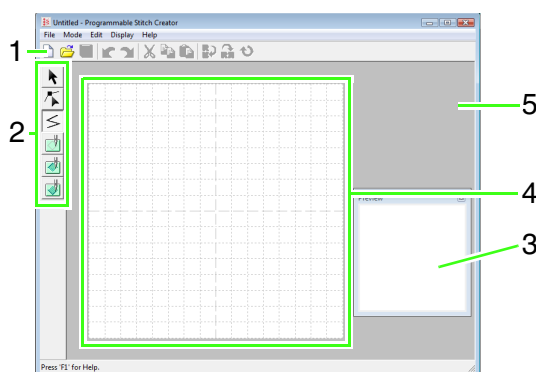 Untitled - Programmable Stitch Creator
File Mode Edit Display Help
1
2
5
4
Preview
3
Press 'F1' for Help.